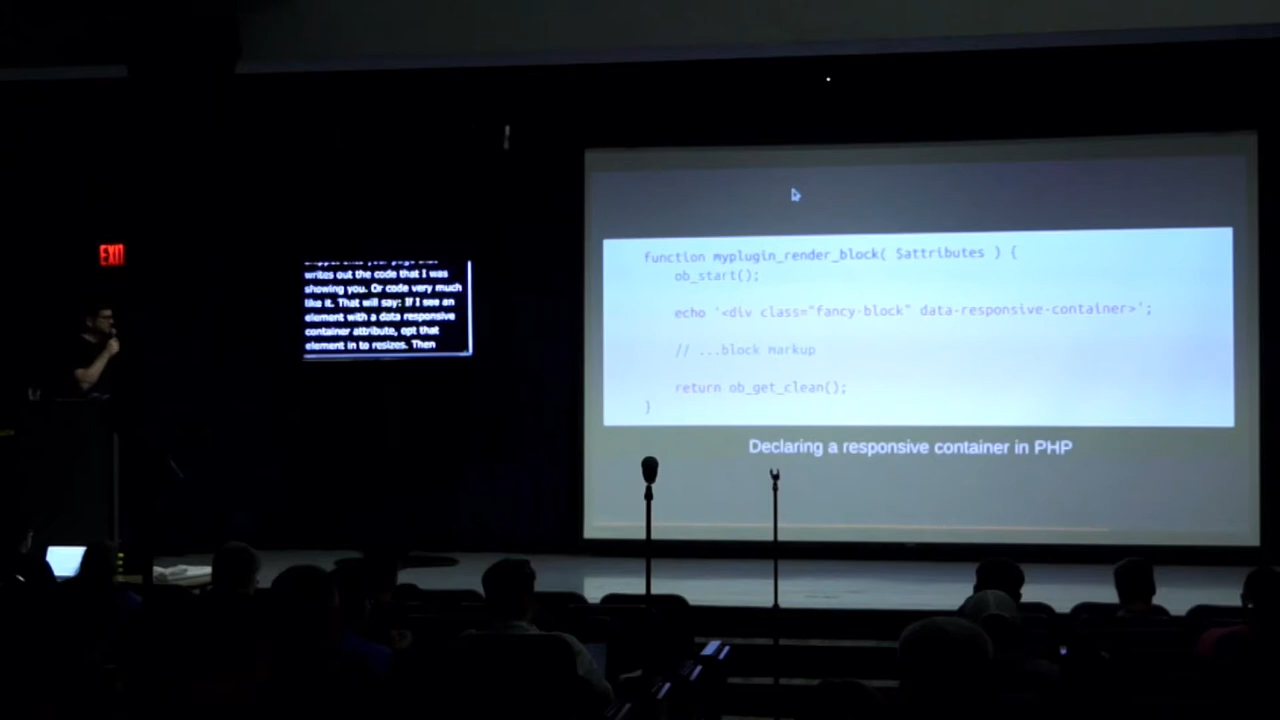 EXIT
writes out the code that I was
showing you. Or code very much
like it. That will say: If I see an
element with a data responsive
container attribute, opt that
element in to resizes. Then
function myplugin_render_block( $attributes ) {
ob_start();
echo '<div class="fancy-block" data-responsive-container>';
// ...block markup
return ob_get_clean();
}
Declaring a responsive container in PHP